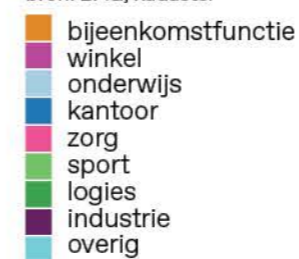 bijeenkomstfunctie
winkel
onderwijs
kantoor
zorg
sport
logies
industrie
overig